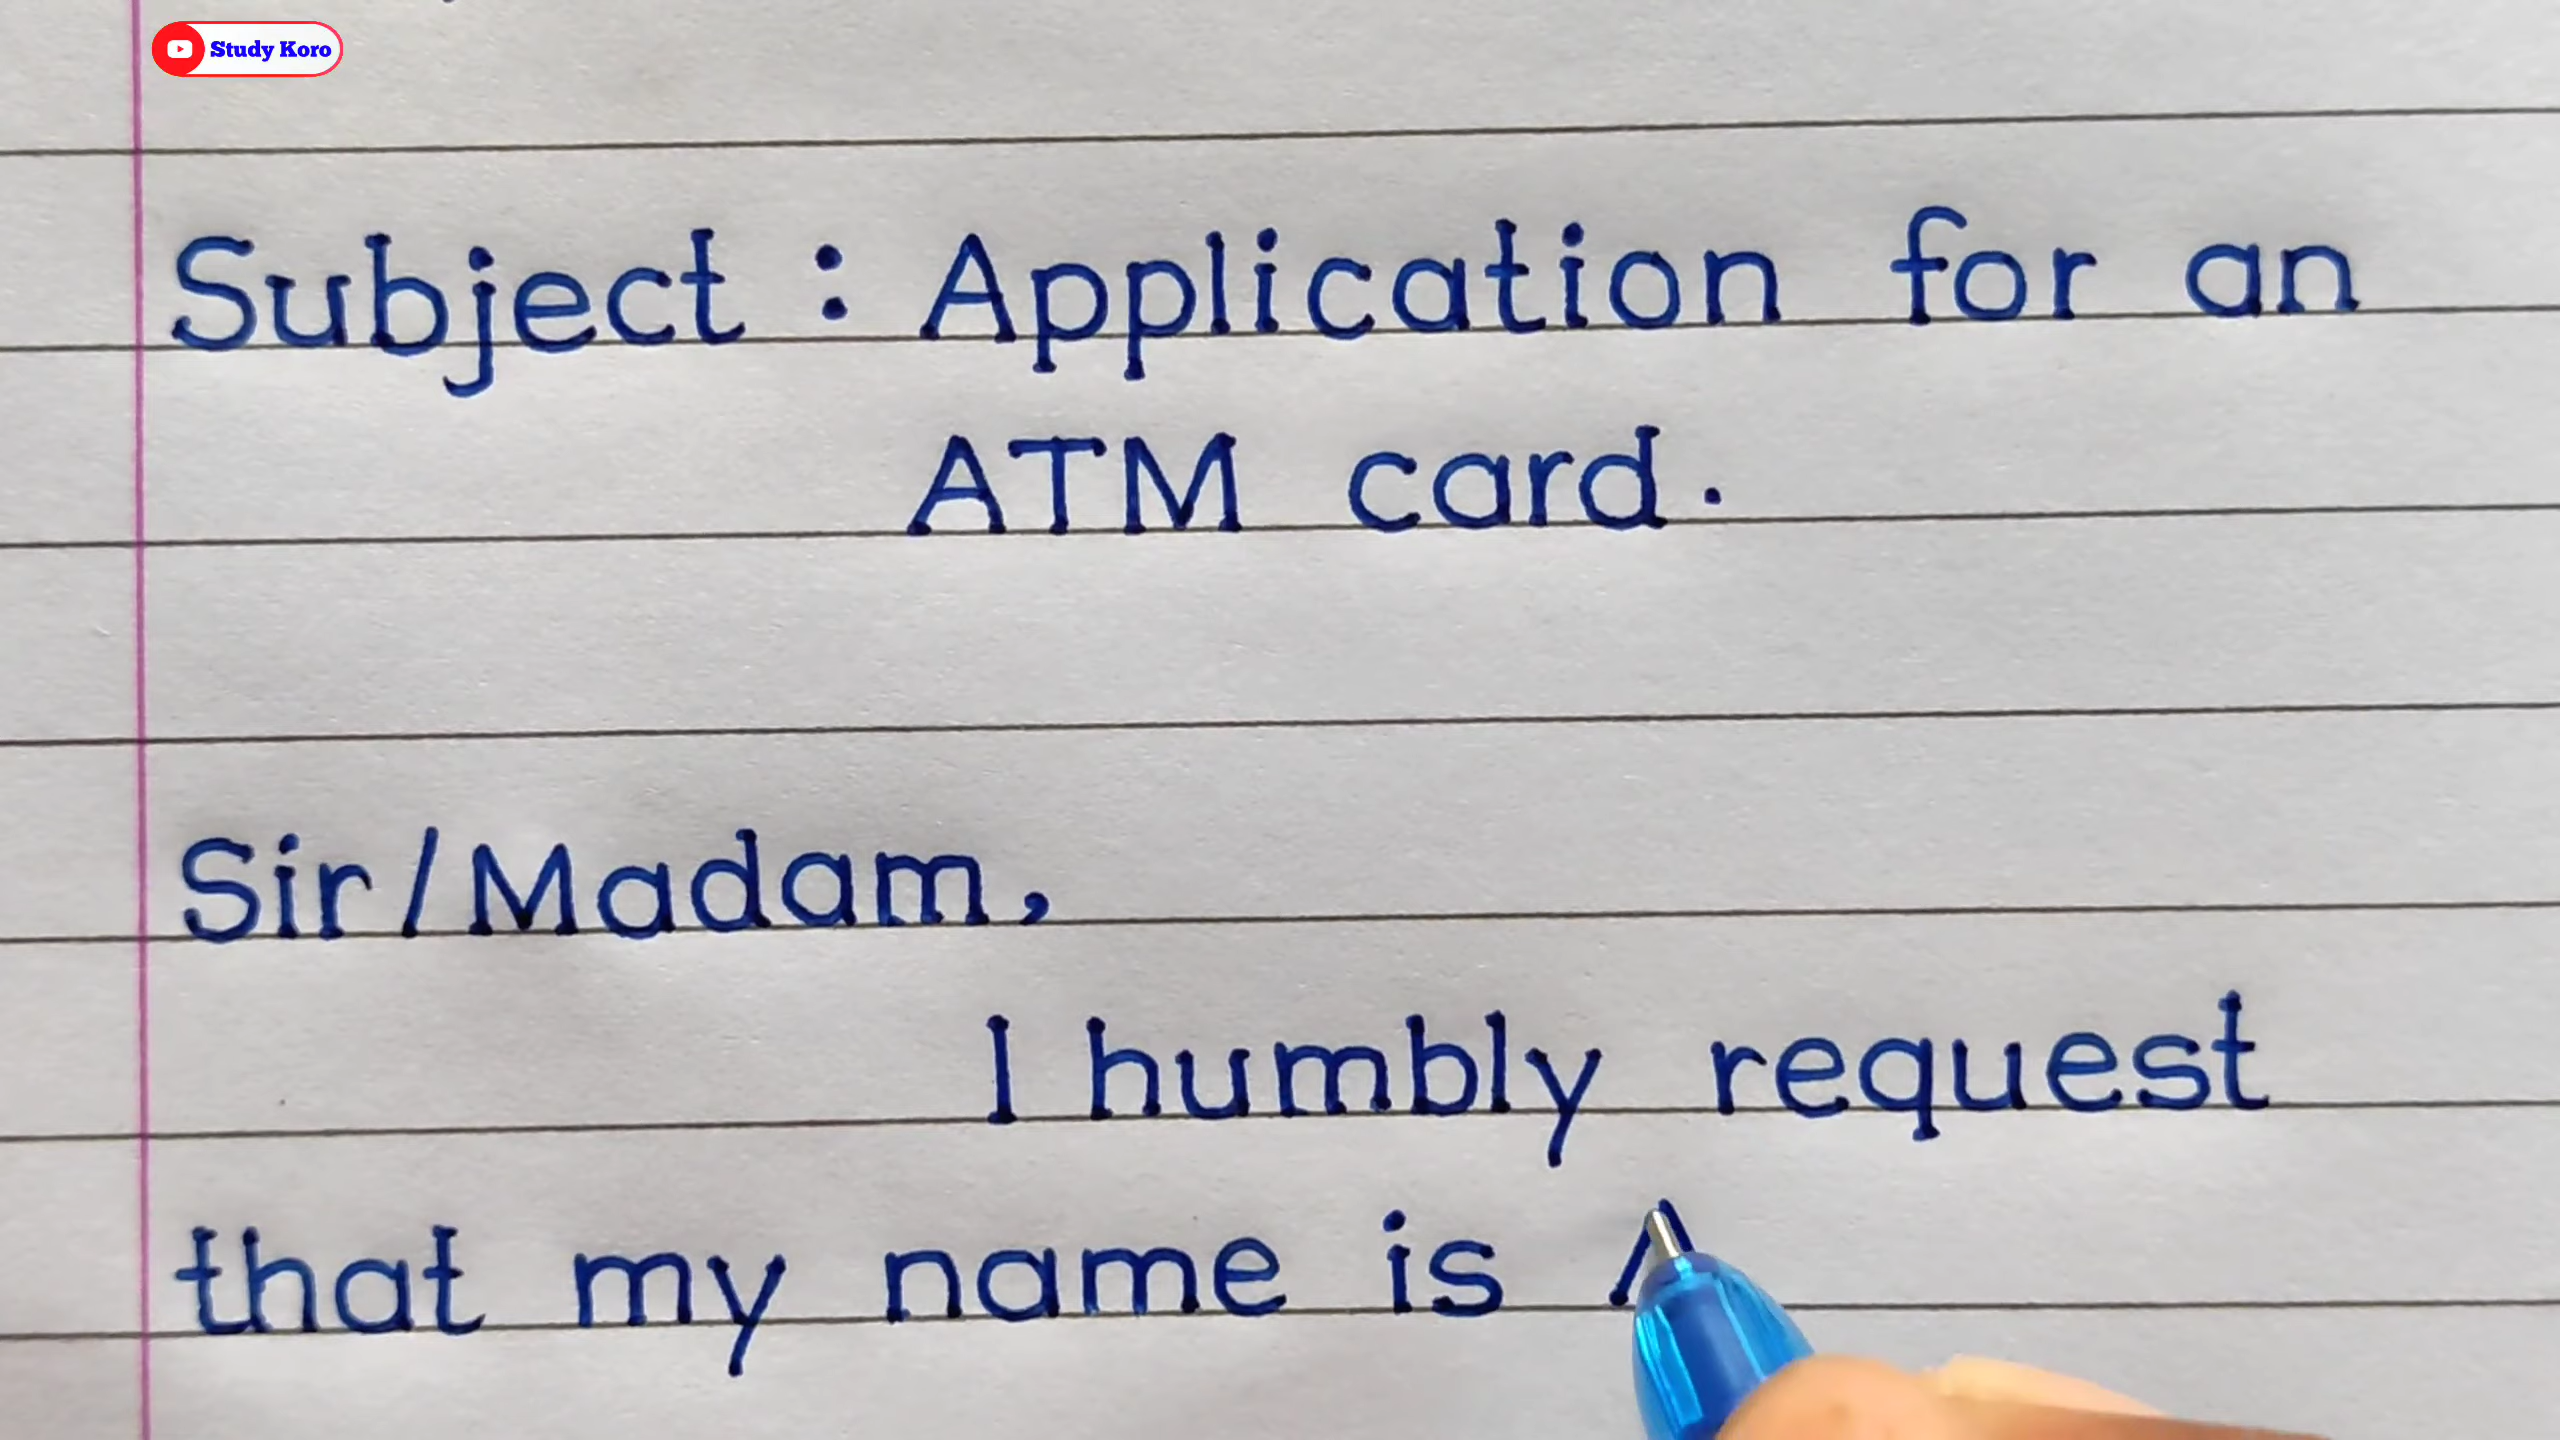 Study Koro
Subject : Application for an
ATM card.
Sir/Madam,
I humbly request
that my name is